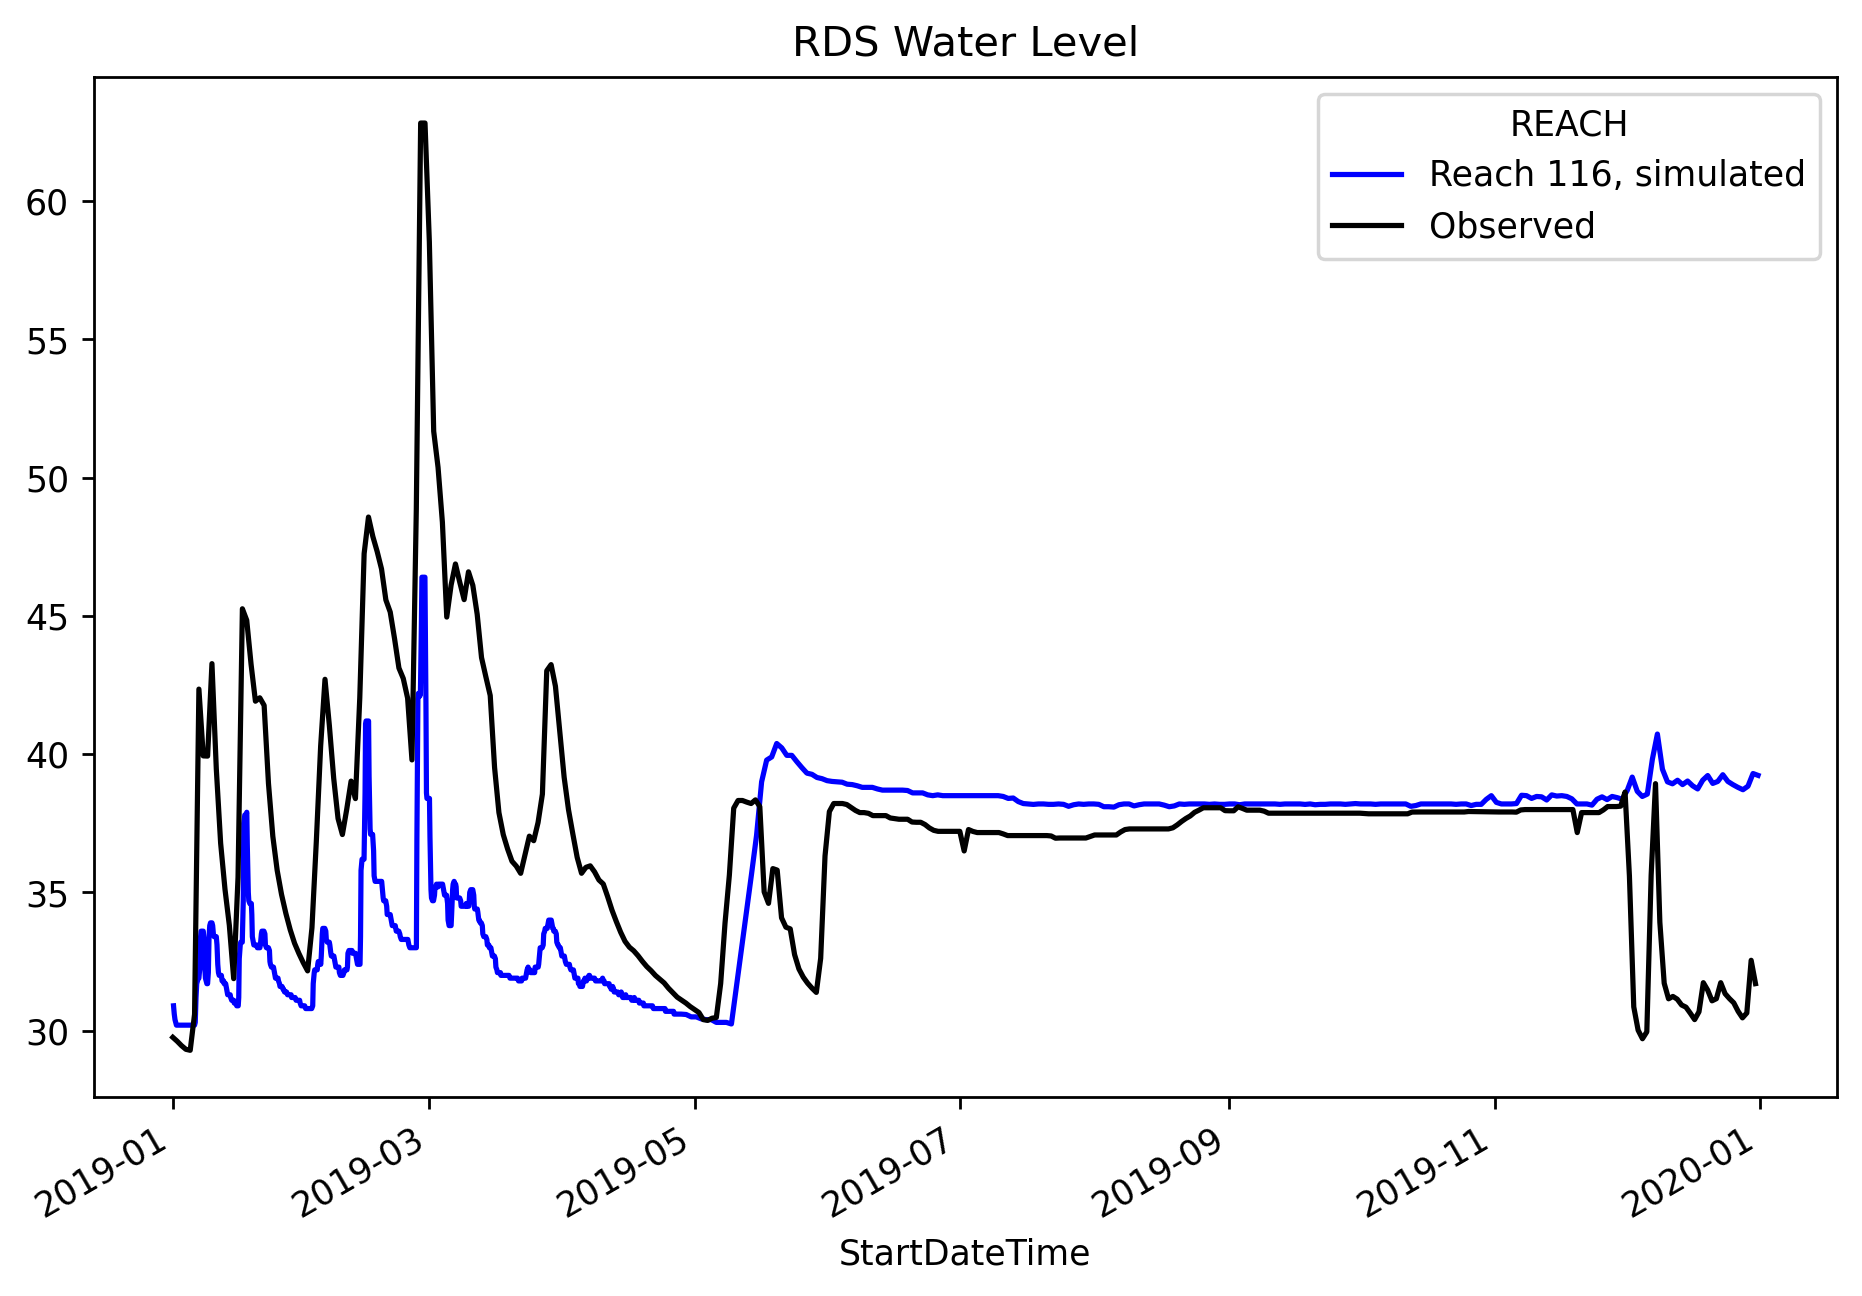 RDS Water Level
REACH
Reach 116, simulated
Observed
60
55
50
45
40
35
30
2019-01
2019-03
2019-05
2019-07
2019-09
2019-11
2020-01
StartDateTime